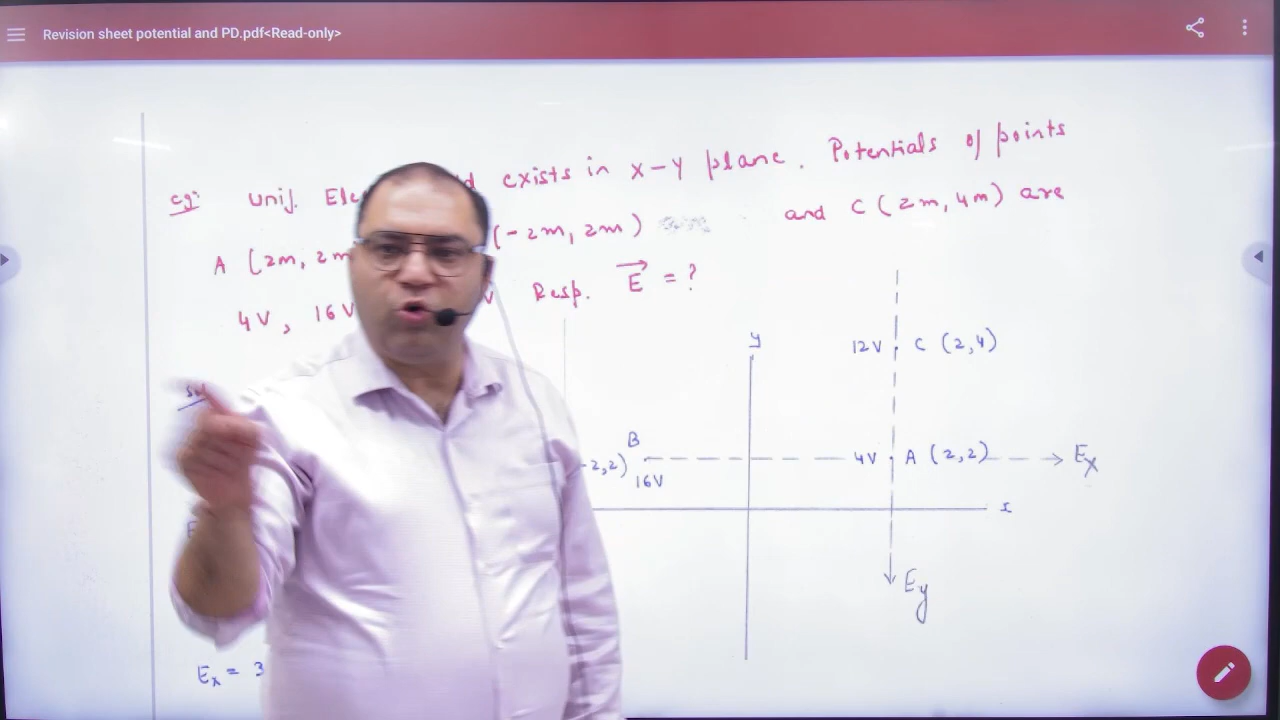 Revision sheet potential and PD.pdf<Read-only>
eg: Unif. Ele d exists in X-Y plane. Potentials of points
A (2m, 2m (-2m, 2m) and C (2m, 4m) are
4V, 16V V Resp. E = ?
y
12V C (2,4)
B
-2,2) 4V A (2,2) Ex
16V
x
Ey
Ex = 3